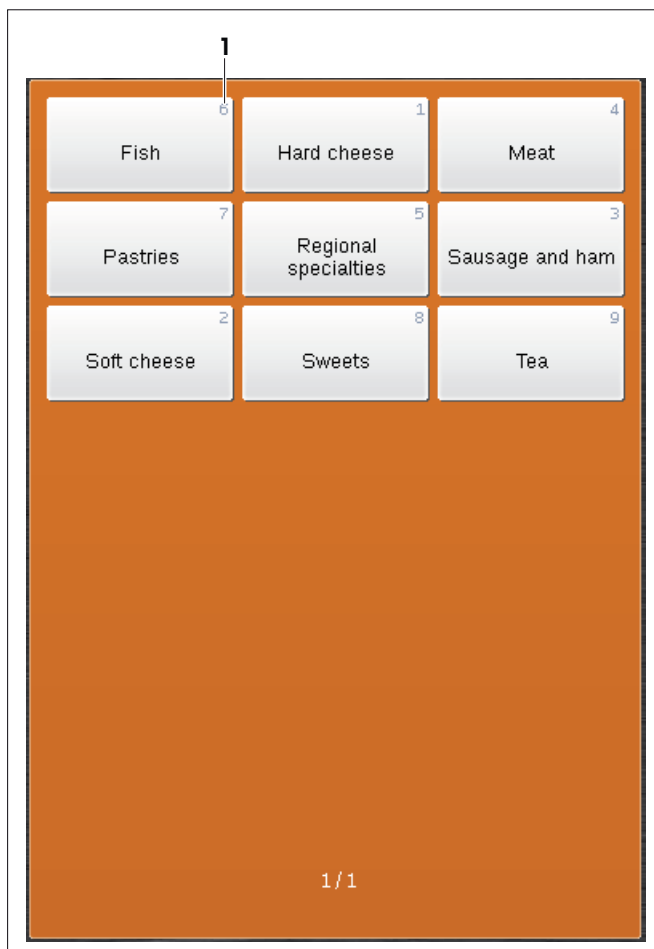 1
6
Fish
1
Hard cheese
4
Meat
7
Pastries
5
Regional
specialties
3
Sausage and ham
2
Soft cheese
8
Sweets
9
Tea
1/1